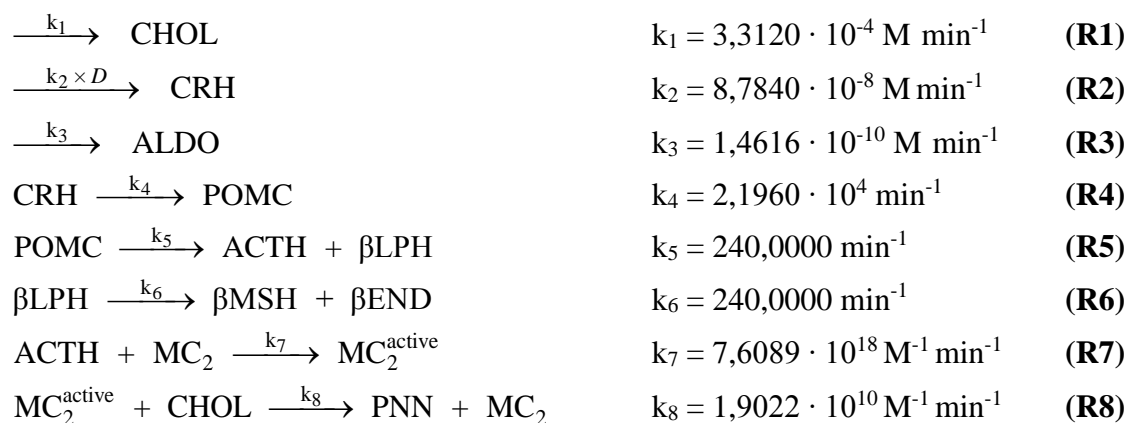 k₁ → CHOL k₁ = 3,3120 · 10⁻⁴ M min⁻¹ (R1)
k₂ × D → CRH k₂ = 8,7840 · 10⁻⁸ M min⁻¹ (R2)
k₃ → ALDO k₃ = 1,4616 · 10⁻¹⁰ M min⁻¹ (R3)
CRH k₄ → POMC k₄ = 2,1960 · 10⁴ min⁻¹ (R4)
POMC k₅ → ACTH + βLPH k₅ = 240,0000 min⁻¹ (R5)
βLPH k₆ → βMSH + βEND k₆ = 240,0000 min⁻¹ (R6)
ACTH + MC₂ k₇ → MC₂ᵃᶜᵗⁱᵛᵉ k₇ = 7,6089 · 10¹⁸ M⁻¹ min⁻¹ (R7)
MC₂ᵃᶜᵗⁱᵛᵉ + CHOL k₈ → PNN + MC₂ k₈ = 1,9022 · 10¹⁰ M⁻¹ min⁻¹ (R8)